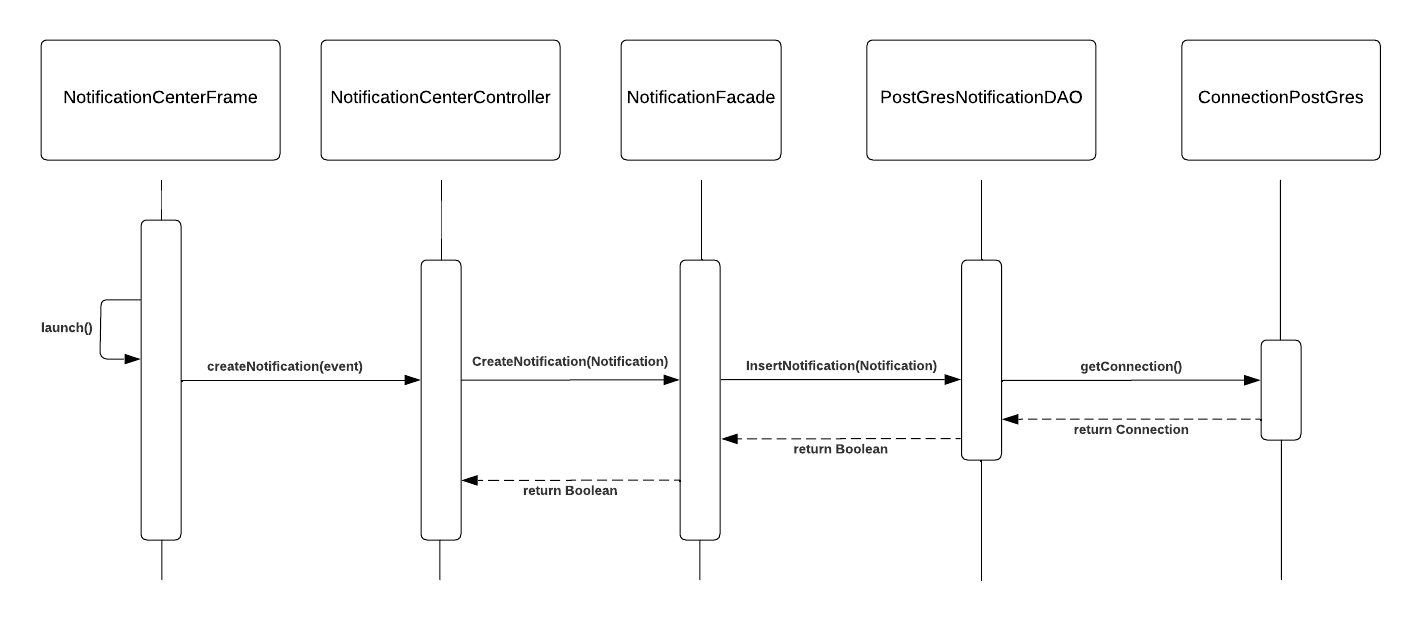 NotificationCenterFrame
NotificationCenterController
NotificationFacade
PostGresNotificationDAO
ConnectionPostGres
launch()
createNotification(event)
CreateNotification(Notification)
InsertNotification(Notification)
getConnection()
return Connection
return Boolean
return Boolean